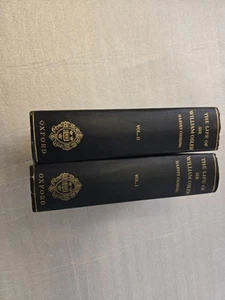 THE LIFE OF
SIR
WILLIAM OSLER
HARVEY CUSHING
VOL. II
OXFORD
THE LIFE OF
SIR
WILLIAM OSLER
HARVEY CUSHING
VOL. I
OXFORD